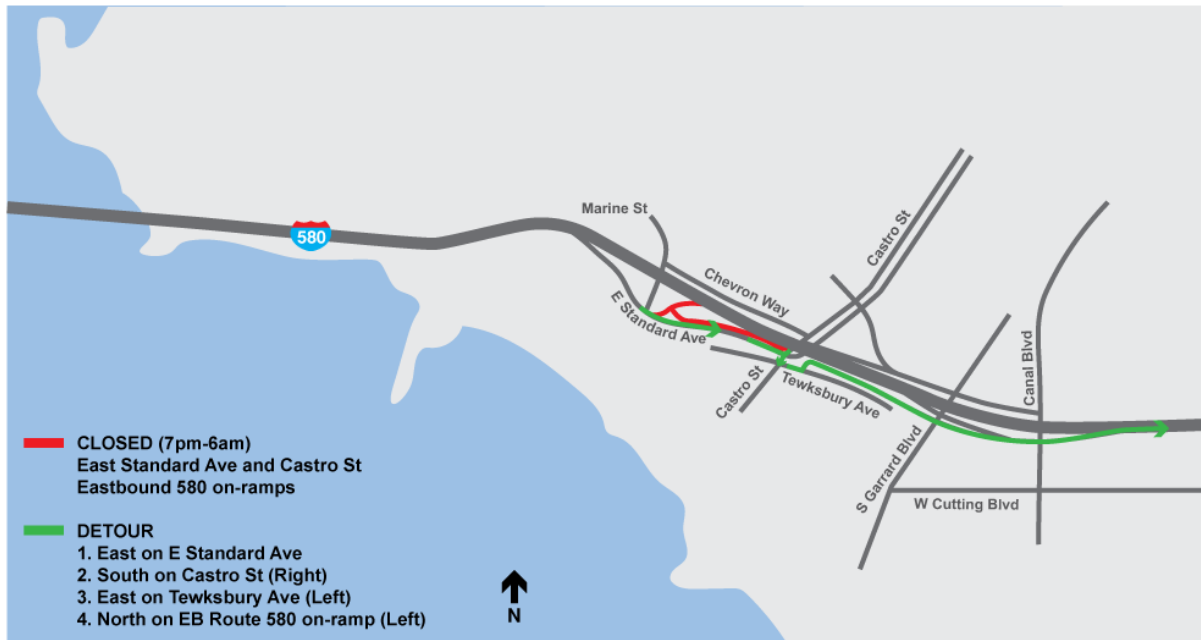 Marine St
580
Castro St
Chevron Way
E Standard Ave
Castro St
Tewksbury Ave
Canal Blvd
S Garrard Blvd
W Cutting Blvd
CLOSED (7pm-6am)
East Standard Ave and Castro St
Eastbound 580 on-ramps
DETOUR
1. East on E Standard Ave
2. South on Castro St (Right)
3. East on Tewksbury Ave (Left)
4. North on EB Route 580 on-ramp (Left)
N